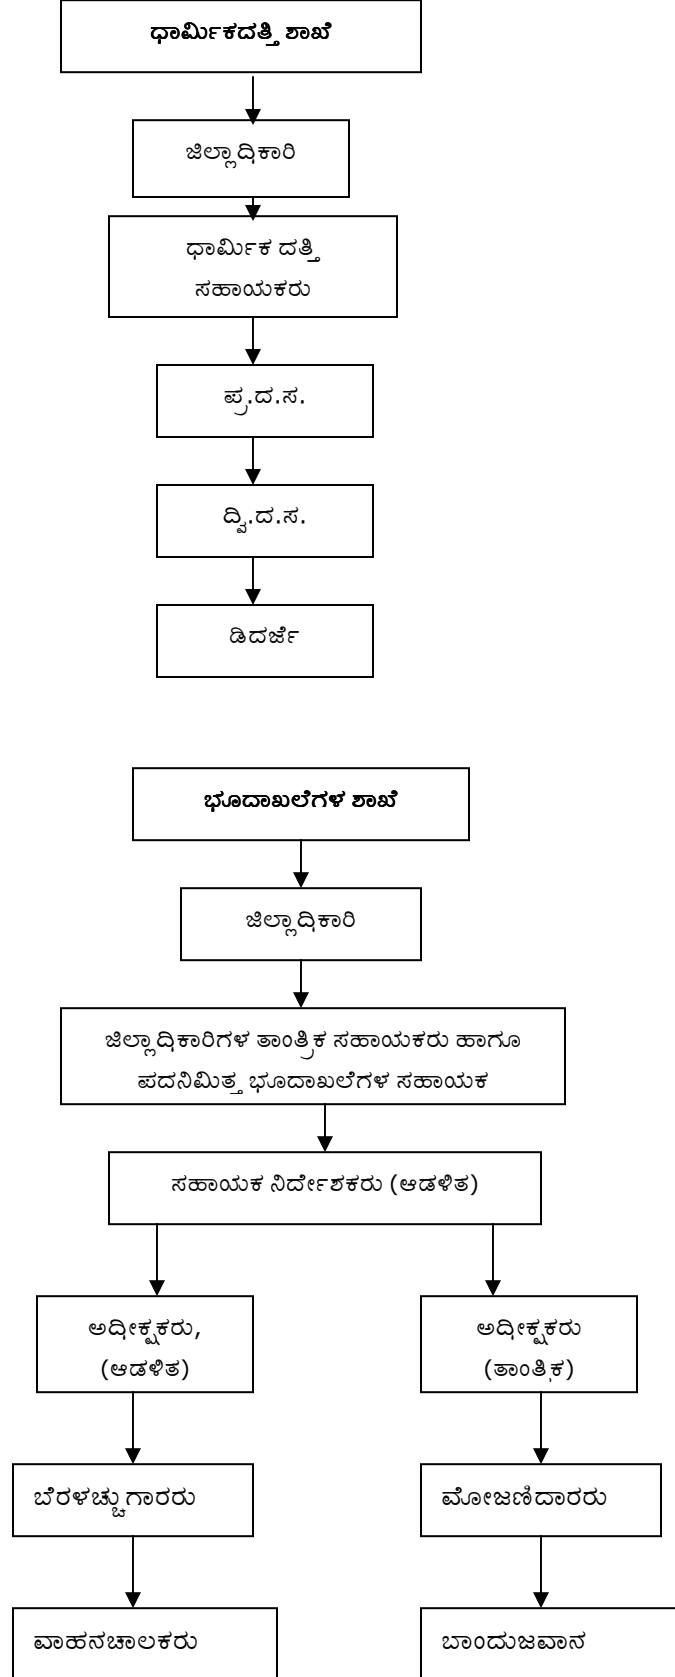 ಧಾರ್ಮಿಕದತ್ತಿ ಶಾಖೆ
ಜಿಲ್ಲಾಧಿಕಾರಿ
ಧಾರ್ಮಿಕ ದತ್ತಿ
ಸಹಾಯಕರು
ಪ್ರ.ದ.ಸ.
ದ್ವಿ.ದ.ಸ.
ಡಿದರ್ಜೆ
ಭೂದಾಖಲೆಗಳ ಶಾಖೆ
ಜಿಲ್ಲಾಧಿಕಾರಿ
ಜಿಲ್ಲಾಧಿಕಾರಿಗಳ ತಾಂತ್ರಿಕ ಸಹಾಯಕರು ಹಾಗೂ
ಪದನಿಮಿತ್ತ ಭೂದಾಖಲೆಗಳ ಸಹಾಯಕ
ಸಹಾಯಕ ನಿರ್ದೇಶಕರು (ಆಡಳಿತ)
ಅಧೀಕ್ಷಕರು,
(ಆಡಳಿತ)
ಅಧೀಕ್ಷಕರು
(ತಾಂತ್ರಿಕ)
ಬೆರಳಚ್ಚುಗಾರರು
ಮೋಜಣಿದಾರರು
ವಾಹನಚಾಲಕರು
ಬಾಂದುಜವಾನ